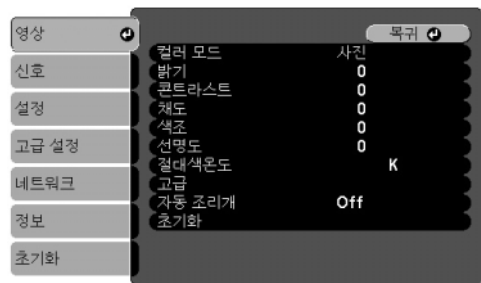 영상
신호
설정
고급 설정
네트워크
정보
초기화
복귀
컬러 모드 사진
밝기 0
콘트라스트 0
채도 0
색조 0
선명도 0
절대색온도 K
고급
자동 조리개 Off
초기화